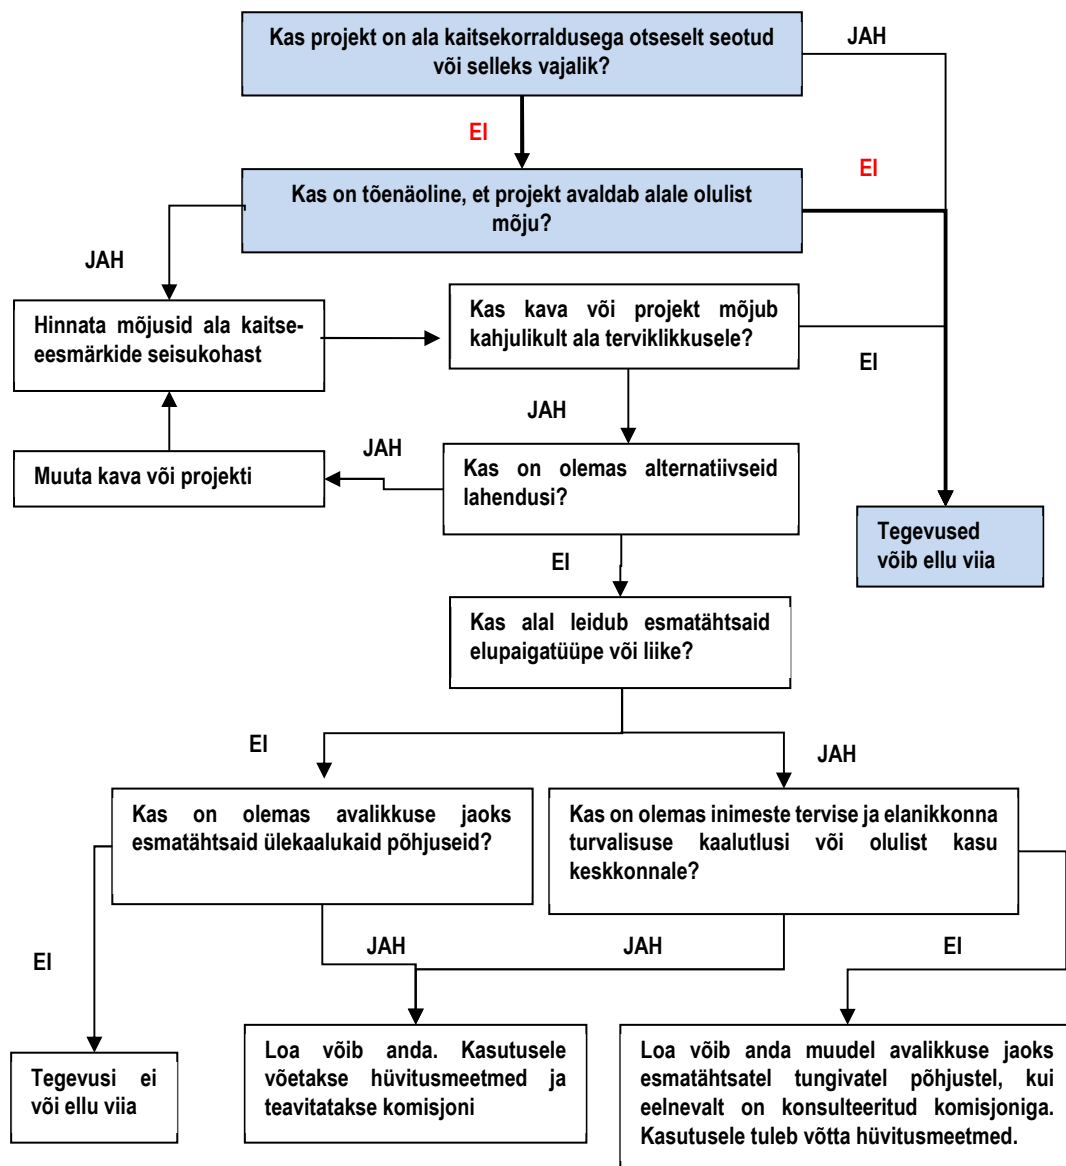 Kas projekt on ala kaitsekorraldusega otseselt seotud
või selleks vajalik?
JAH
EI
EI
Kas on tõenäoline, et projekt avaldab alale olulist
mõju?
JAH
Hinnata mõjusid ala kaitse-
eesmärkide seisukohast
Kas kava või projekt mõjub
kahjulikult ala terviklikkusele?
EI
JAH
JAH
Muuta kava või projekti
Kas on olemas alternatiivseid
lahendusi?
Tegevused
võib ellu viia
EI
Kas alal leidub esmatähtsaid
elupaigatüüpe või liike?
EI
JAH
Kas on olemas avalikkuse jaoks
esmatähtsaid ülekaalukaid põhjuseid?
Kas on olemas inimeste tervise ja elanikkonna
turvalisuse kaalutlusi või olulist kasu
keskkonnale?
EI
JAH
JAH
EI
Tegevusi ei
või ellu viia
Loa võib anda. Kasutusele
võetakse hüvitusmeetmed ja
teavitatakse komisjoni
Loa võib anda muudel avalikkuse jaoks
esmatähtsatel tungivatel põhjustel, kui
eelnevalt on konsulteeritud komisjoniga.
Kasutusele tuleb võtta hüvitusmeetmed.